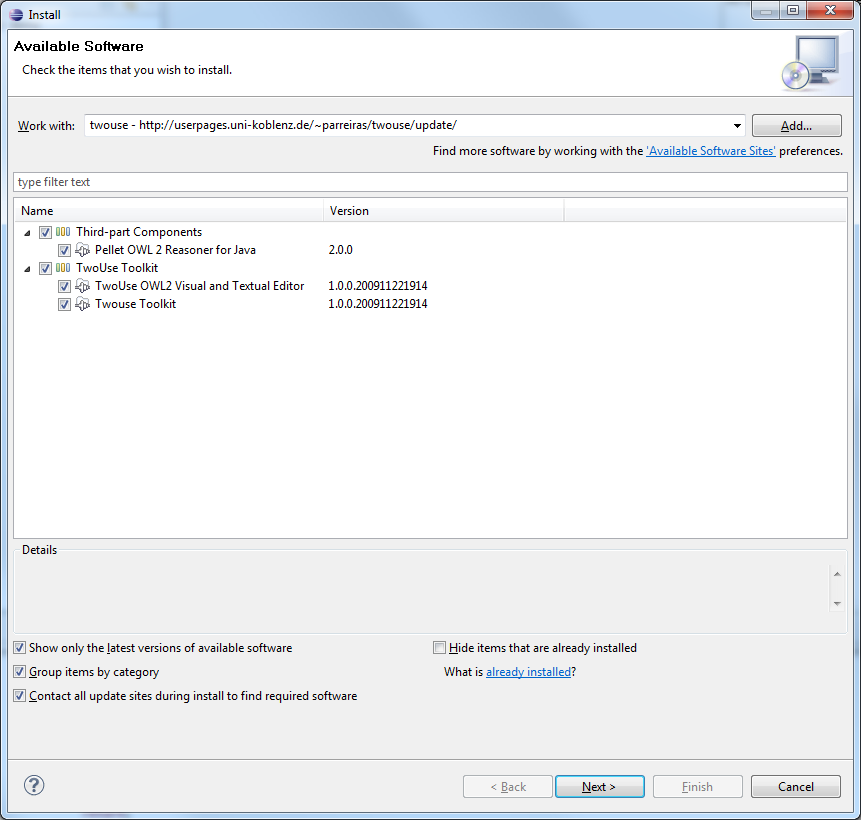 Install
Available Software
Check the items that you wish to install.
Work with: twouse - http://userpages.uni-koblenz.de/~parreiras/twouse/update/ Add...
Find more software by working with the 'Available Software Sites' preferences.
type filter text
Name Version
Third-part Components
Pellet OWL 2 Reasoner for Java 2.0.0
TwoUse Toolkit
TwoUse OWL2 Visual and Textual Editor 1.0.0.200911221914
Twouse Toolkit 1.0.0.200911221914
Details
Show only the latest versions of available software Hide items that are already installed
Group items by category What is already installed?
Contact all update sites during install to find required software
? < Back Next > Finish Cancel